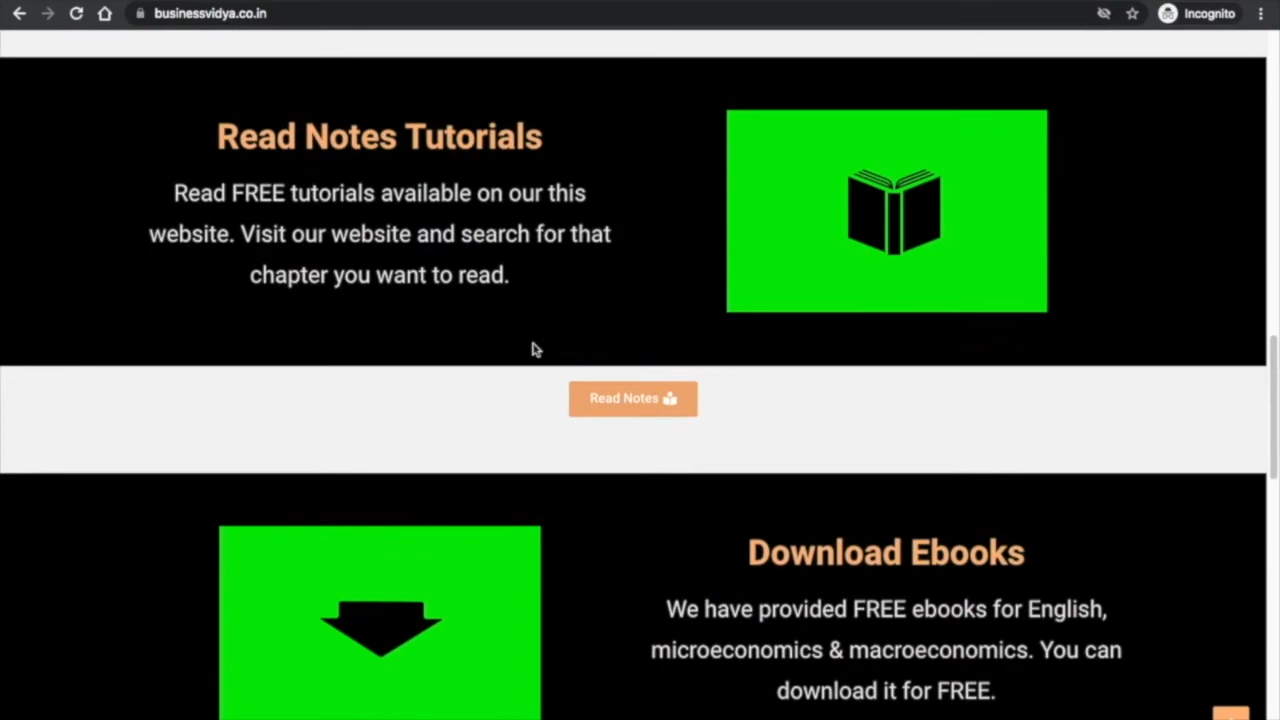 businessvidya.co.in
Incognito
Read Notes Tutorials
Read FREE tutorials available on our this
website. Visit our website and search for that
chapter you want to read.
Read Notes
Download Ebooks
We have provided FREE ebooks for English,
microeconomics & macroeconomics. You can
download it for FREE.